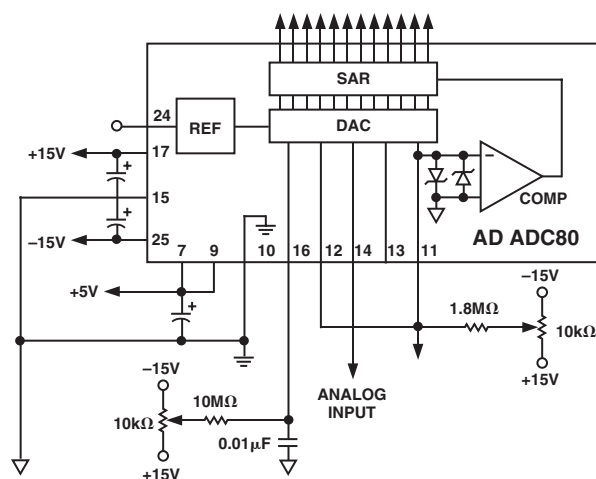 SAR
24
REF
DAC
+15V
17
COMP
15
–15V
25
AD ADC80
7
9
10
16
12
14
13
11
+5V
–15V
1.8MΩ
10kΩ
–15V
ANALOG
INPUT
+15V
10MΩ
10kΩ
0.01µF
+15V